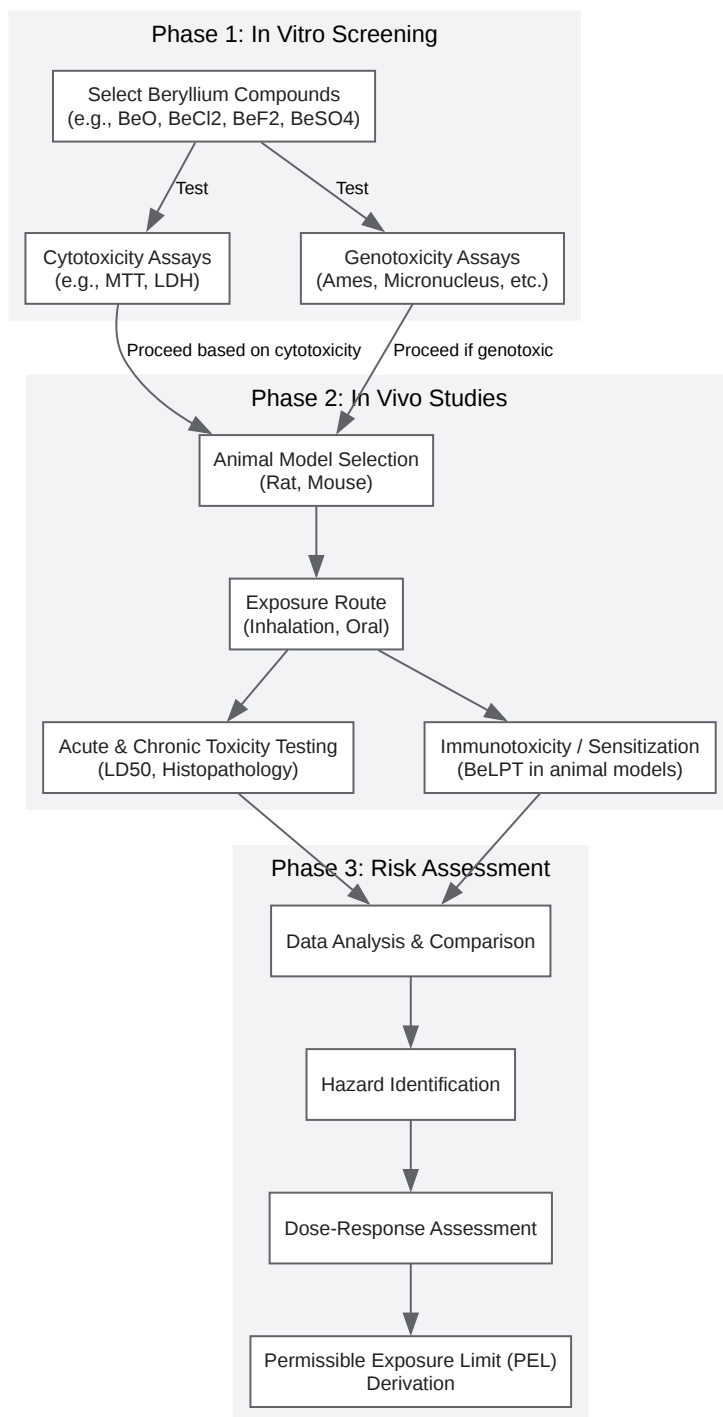 Phase 1: In Vitro Screening
Select Beryllium Compounds
(e.g., BeO, BeCl2, BeF2, BeSO4)
Test
Test
Cytotoxicity Assays
(e.g., MTT, LDH)
Genotoxicity Assays
(Ames, Micronucleus, etc.)
Proceed based on cytotoxicity
Proceed if genotoxic
Phase 2: In Vivo Studies
Animal Model Selection
(Rat, Mouse)
Exposure Route
(Inhalation, Oral)
Acute & Chronic Toxicity Testing
(LD50, Histopathology)
Immunotoxicity / Sensitization
(BeLPT in animal models)
Phase 3: Risk Assessment
Data Analysis & Comparison
Hazard Identification
Dose-Response Assessment
Permissible Exposure Limit (PEL)
Derivation